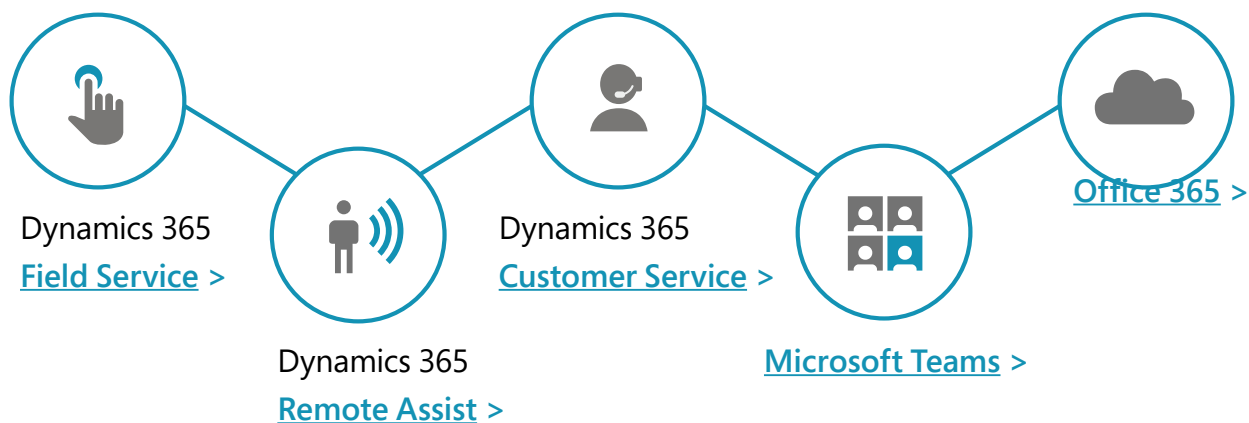 Dynamics 365
Field Service >
Dynamics 365
Remote Assist >
Dynamics 365
Customer Service >
Microsoft Teams >
Office 365 >